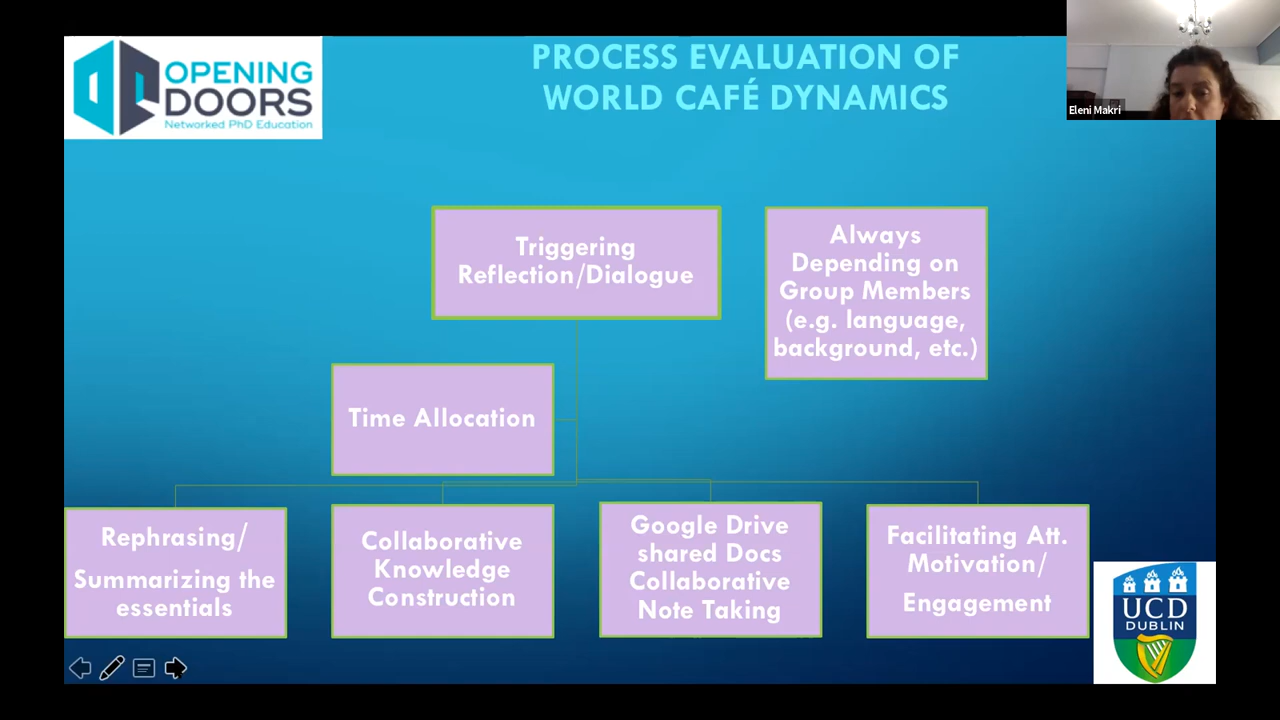 OPENING
DOORS
Networked PhD Education
PROCESS EVALUATION OF
WORLD CAFÉ DYNAMICS
Eleni Makri
Triggering
Reflection/Dialogue
Always
Depending on
Group Members
(e.g. language,
background, etc.)
Time Allocation
Rephrasing/
Summarizing the
essentials
Collaborative
Knowledge
Construction
Google Drive
shared Docs
Collaborative
Note Taking
Facilitating Att.
Motivation/
Engagement
UCD
DUBLIN